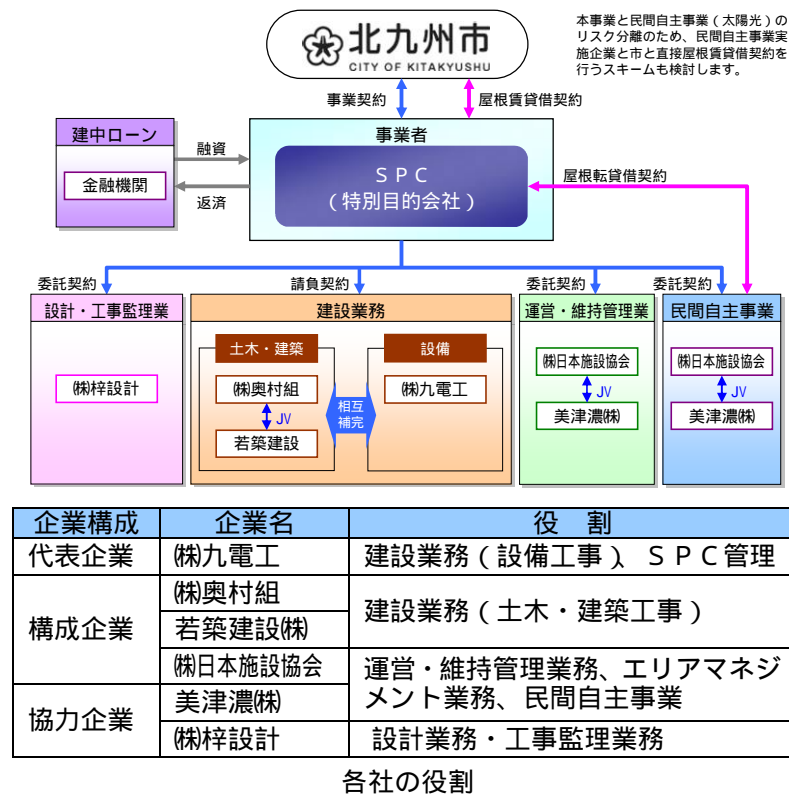 北九州市
CITY OF KITAKYUSHU
本事業と民間自主事業(太陽光)の
リスク分離のため、民間自主事業実
施企業と市と直接屋根賃貸借契約を
行うスキームも検討します。
事業契約
屋根賃貸借契約
建中ローン
金融機関
融資
返済
事業者
SPC
(特別目的会社)
屋根転貸借契約
委託契約
請負契約
委託契約
委託契約
設計・工事監理業
㈱梓設計
建設業務
土木・建築
㈱奥村組
JV
若築建設
相互
補完
設備
㈱九電工
運営・維持管理業
㈱日本施設協会
JV
美津濃㈱
民間自主事業
㈱日本施設協会
JV
美津濃㈱
企業構成 企業名 役 割
代表企業 ㈱九電工 建設業務(設備工事)、SPC管理
構成企業 ㈱奥村組 建設業務(土木・建築工事)
若築建設㈱
㈱日本施設協会 運営・維持管理業務、エリアマネジ
メント業務、民間自主事業
協力企業 美津濃㈱
㈱梓設計 設計業務・工事監理業務
各社の役割